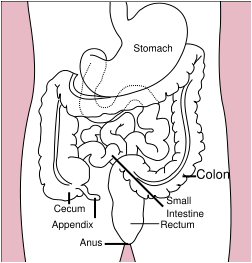 Stomach
Colon
Small
Intestine
Cecum
Appendix
Rectum
Anus